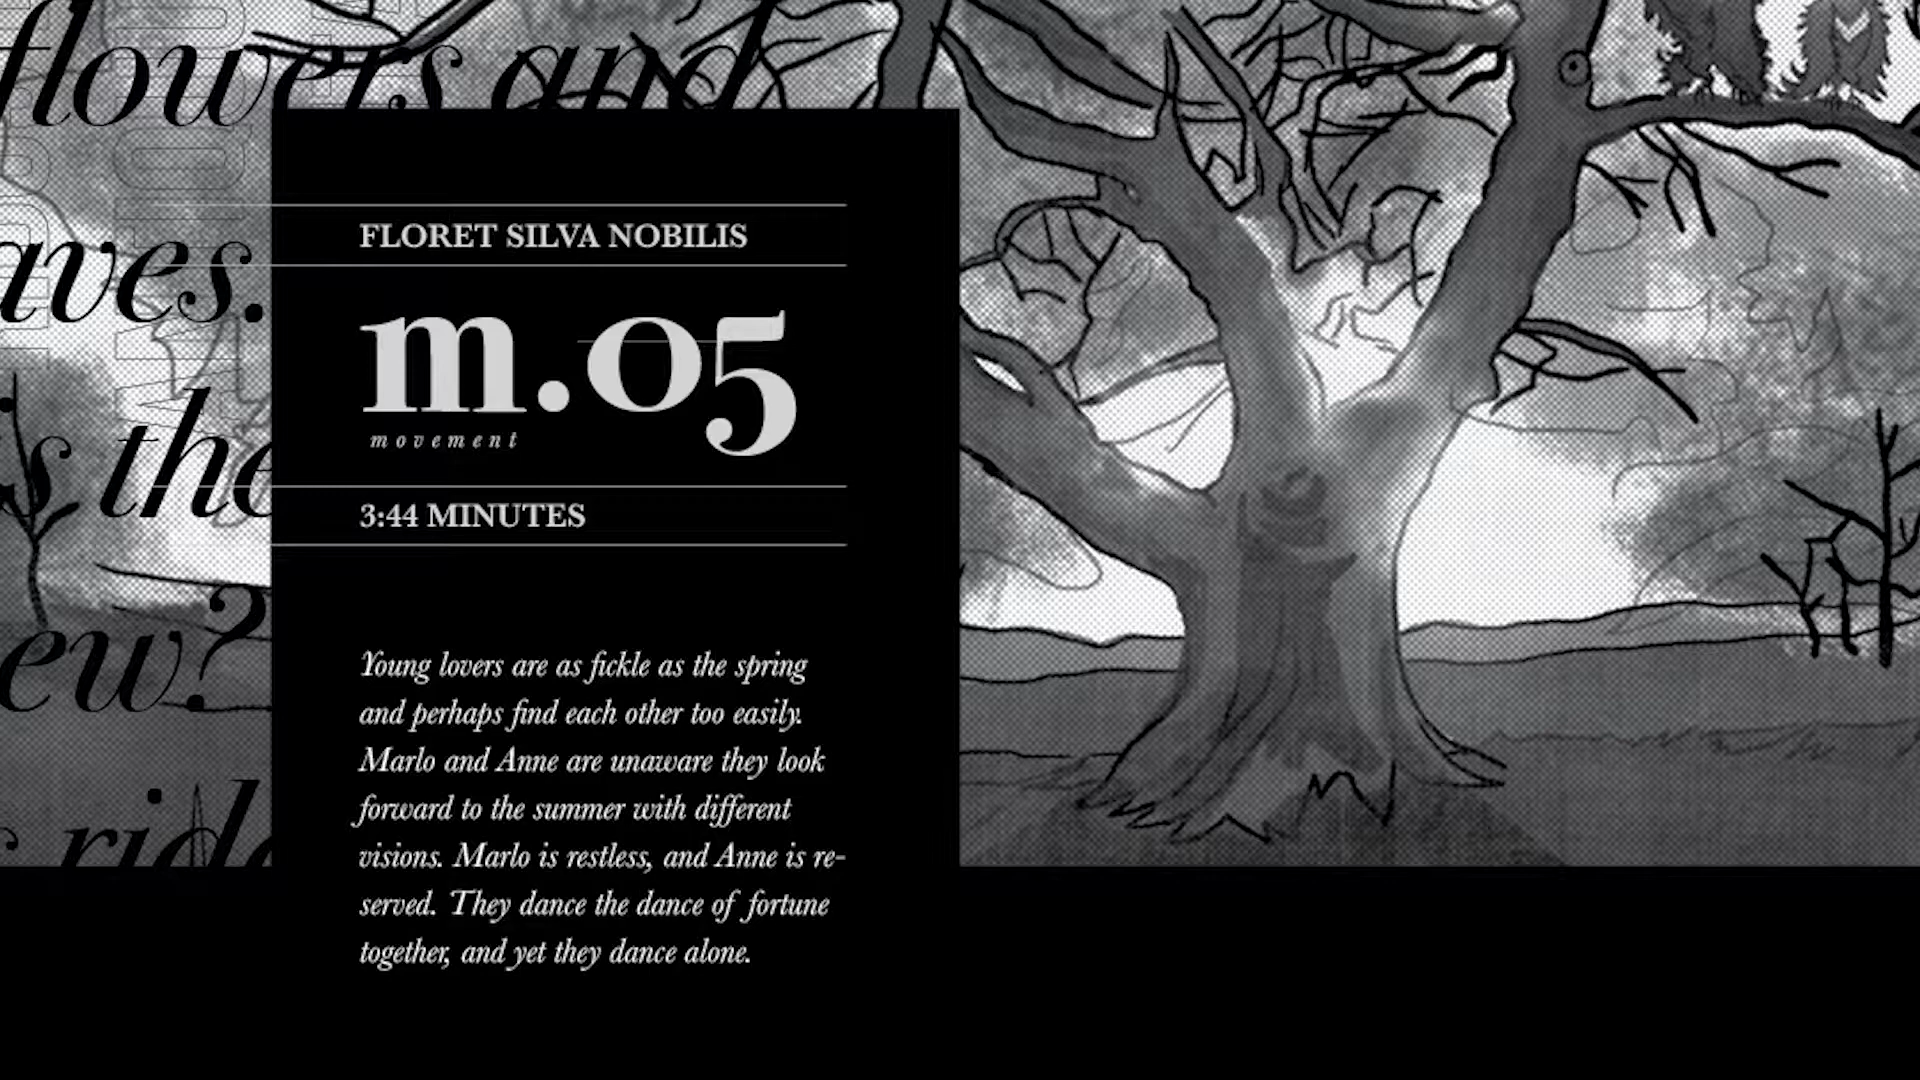 flowers and
aves.
is the
ew?
s ride
FLORET SILVA NOBILIS
m.05
movement
3:44 MINUTES
Young lovers are as fickle as the spring
and perhaps find each other too easily.
Marlo and Anne are unaware they look
forward to the summer with different
visions. Marlo is restless, and Anne is re-
served. They dance the dance of fortune
together, and yet they dance alone.